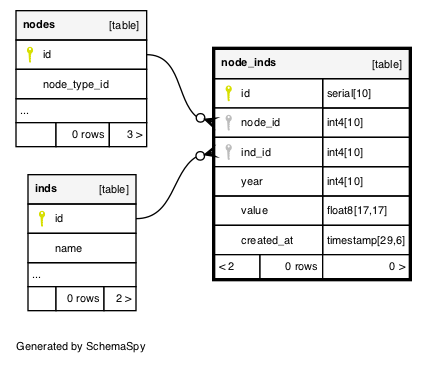 nodes [table]
id
node_type_id
...
0 rows 3 >
inds [table]
id
name
...
0 rows 2 >
node_inds [table]
id serial[10]
node_id int4[10]
ind_id int4[10]
year int4[10]
value float8[17,17]
created_at timestamp[29,6]
< 2 0 rows 0 >
Generated by SchemaSpy